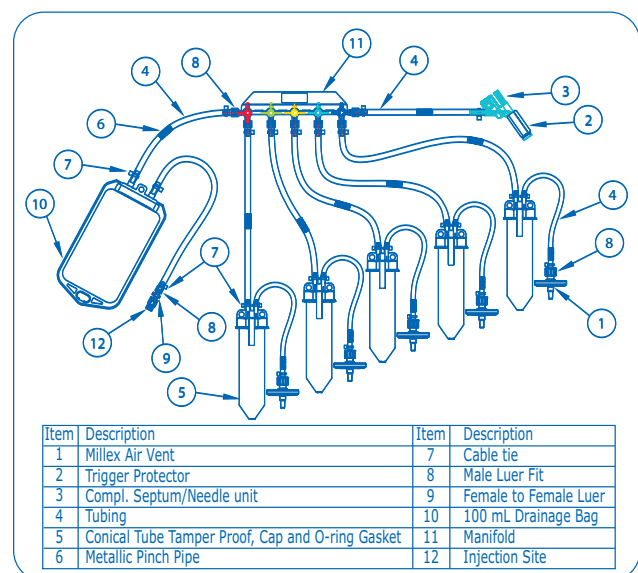 11
8
4
4
3
6
2
7
10
4
7
8
12
9
8
1
5
Item Description Item Description
1 Millex Air Vent 7 Cable tie
2 Trigger Protector 8 Male Luer Fit
3 Compl. Septum/Needle unit 9 Female to Female Luer
4 Tubing 10 100 mL Drainage Bag
5 Conical Tube Tamper Proof, Cap and O-ring Gasket 11 Manifold
6 Metallic Pinch Pipe 12 Injection Site